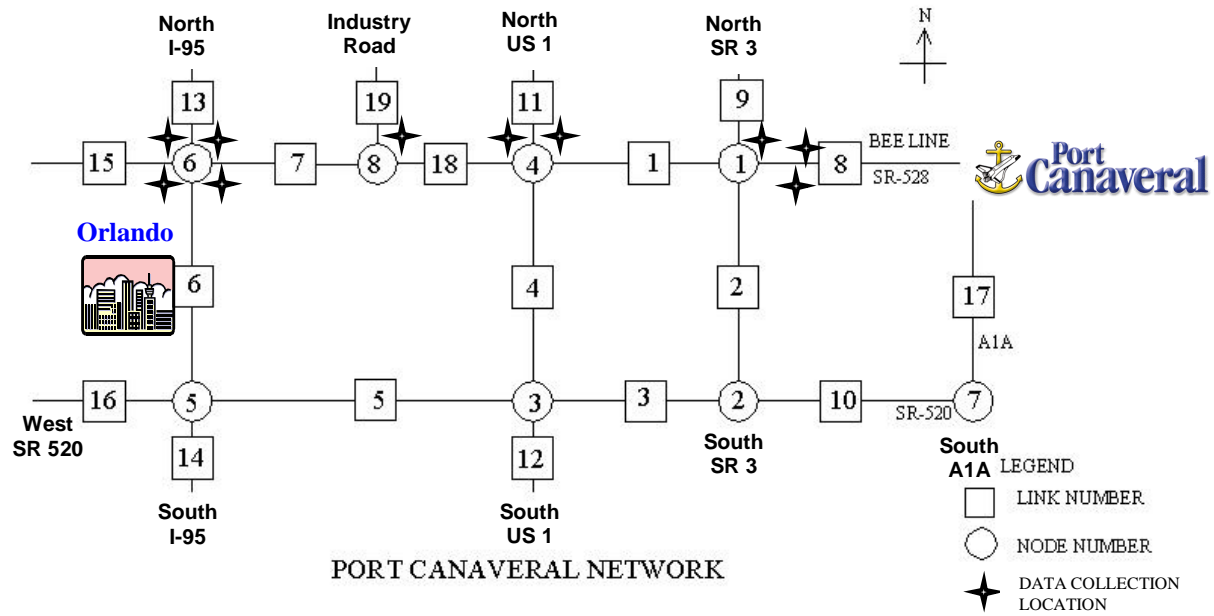 North
I-95
Industry
Road
North
US 1
North
SR 3
N
13
19
11
9
15
6
7
8
18
4
1
1
8
BEE LINE
SR-528
Port
Canaveral
Orlando
6
4
2
17
A1A
16
5
5
3
3
2
10
SR-520
7
West
SR 520
14
12
South
SR 3
South
A1A
LEGEND
LINK NUMBER
South
I-95
South
US 1
NODE NUMBER
PORT CANAVERAL NETWORK
DATA COLLECTION
LOCATION